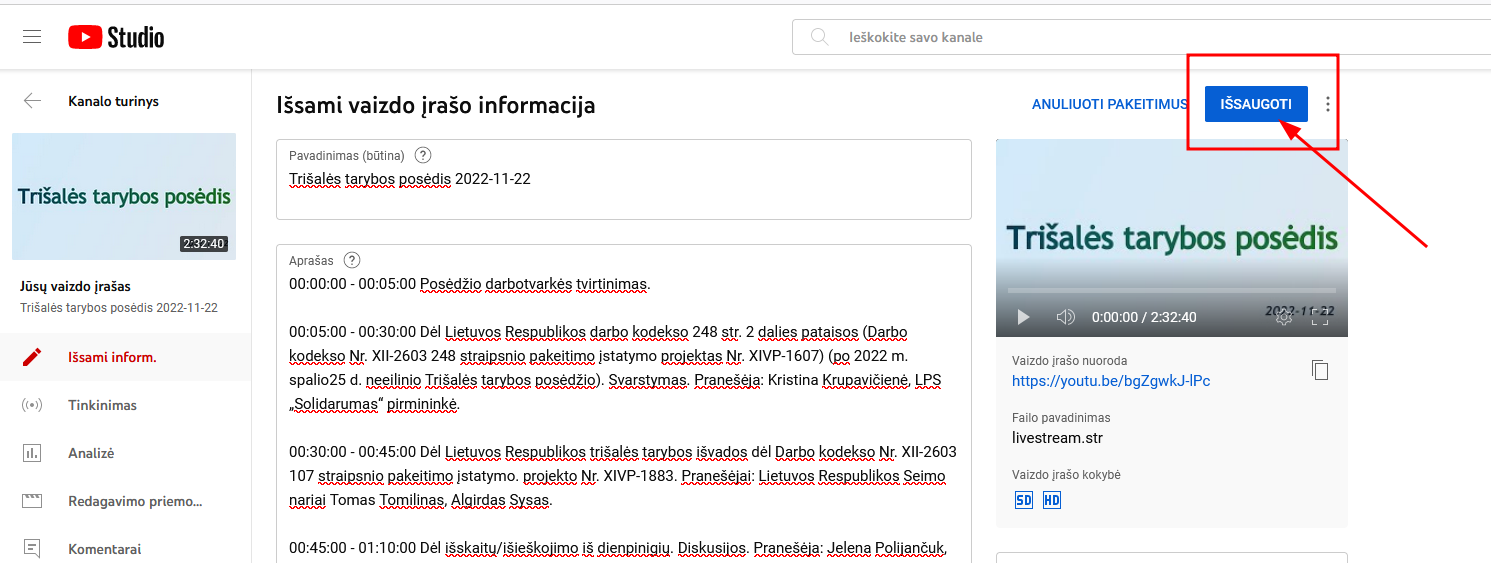 Studio
Ieškokite savo kanale
Kanalo turinys
Trišalės tarybos posėdis
2:32:40
Jūsų vaizdo įrašas
Trišalės tarybos posėdis 2022-11-22
Išsami inform.
Tinkinimas
Analizė
Redagavimo priemo...
Komentarai
Išsami vaizdo įrašo informacija
ANULIUOTI PAKEITIMUS
IŠSAUGOTI
Pavadinimas (būtina)
Trišalės tarybos posėdis 2022-11-22
Aprašas
00:00:00 - 00:05:00 Posėdžio darbotvarkės tvirtinimas.
00:05:00 - 00:30:00 Dėl Lietuvos Respublikos darbo kodekso 248 str. 2 dalies pataisos (Darbo
kodekso Nr. XII-2603 248 straipsnio pakeitimo įstatymo projektas Nr. XIVP-1607) (po 2022 m.
spalio25 d. neeilinio Trišalės tarybos posėdžio). Svarstymas. Pranešėja: Kristina Krupavičienė, LPS
„Solidarumas“ pirmininkė.
00:30:00 - 00:45:00 Dėl Lietuvos Respublikos trišalės tarybos išvados dėl Darbo kodekso Nr. XII-2603
107 straipsnio pakeitimo įstatymo. projekto Nr. XIVP-1883. Pranešėjai: Lietuvos Respublikos Seimo
nariai Tomas Tomilinas, Algirdas Sysas.
00:45:00 - 01:10:00 Dėl išskaitų/išieškojimo iš dienpinigių. Diskusijos. Pranešėja: Jelena Polijančuk,
Trišalės tarybos posėdis
2022-11-22
0:00:00 / 2:32:40
Vaizdo įrašo nuoroda
https://youtu.be/bgZgwkJ-lPc
Failo pavadinimas
livestream.str
Vaizdo įrašo kokybė
SD HD